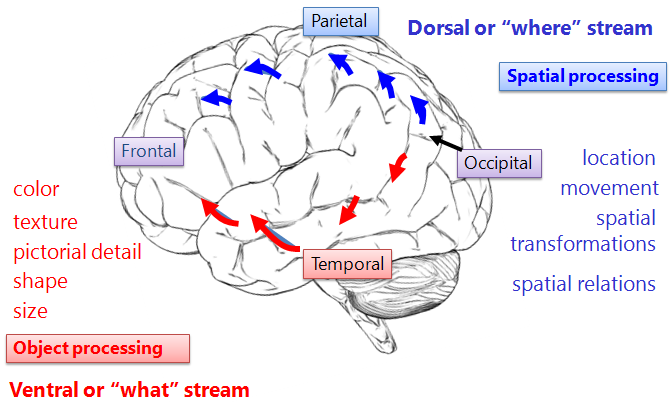 Parietal
Dorsal or “where” stream
Spatial processing
Frontal
Occipital
location
movement
spatial
transformations
spatial relations
color
texture
pictorial detail
shape
size
Temporal
Object processing
Ventral or “what” stream